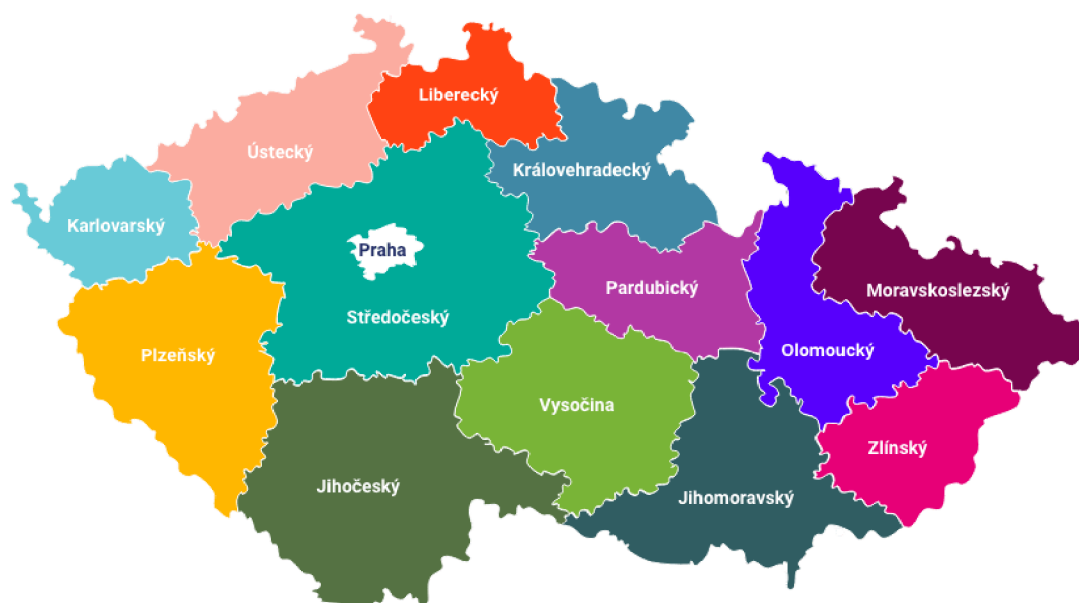 Liberecký
Ústecký
Královehradecký
Karlovarský
Praha
Pardubický
Moravskoslezský
Středočeský
Olomoucký
Plzeňský
Vysočina
Zlínský
Jihočeský
Jihomoravský